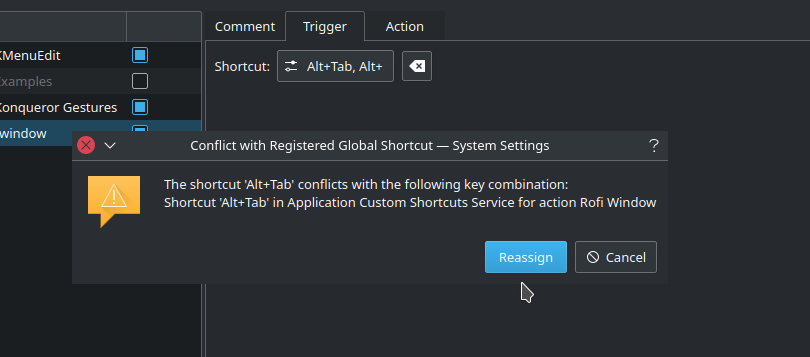 Comment Trigger Action
KMenuEdit
Examples
Konqueror Gestures
window
Shortcut: Alt+Tab, Alt+
Conflict with Registered Global Shortcut — System Settings
?
The shortcut 'Alt+Tab' conflicts with the following key combination:
Shortcut 'Alt+Tab' in Application Custom Shortcuts Service for action Rofi Window
Reassign Cancel